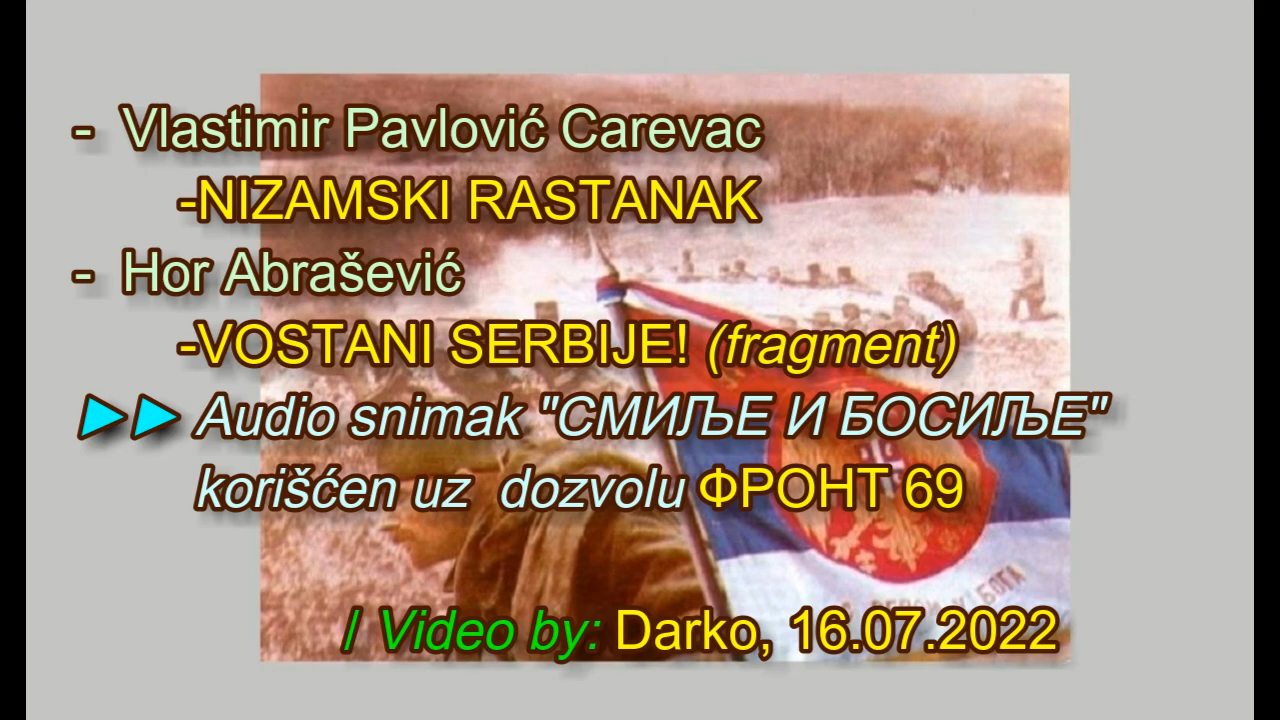 - Vlastimir Pavlović Carevac
-NIZAMSKI RASTANAK
- Hor Abrašević
-VOSTANI SERBIJE! (fragment)
▶▶ Audio snimak "СМИЉЕ И БОСИЉЕ"
korišćen uz dozvolu ФРОНТ 69
/ Video by: Darko, 16.07.2022
БОГА